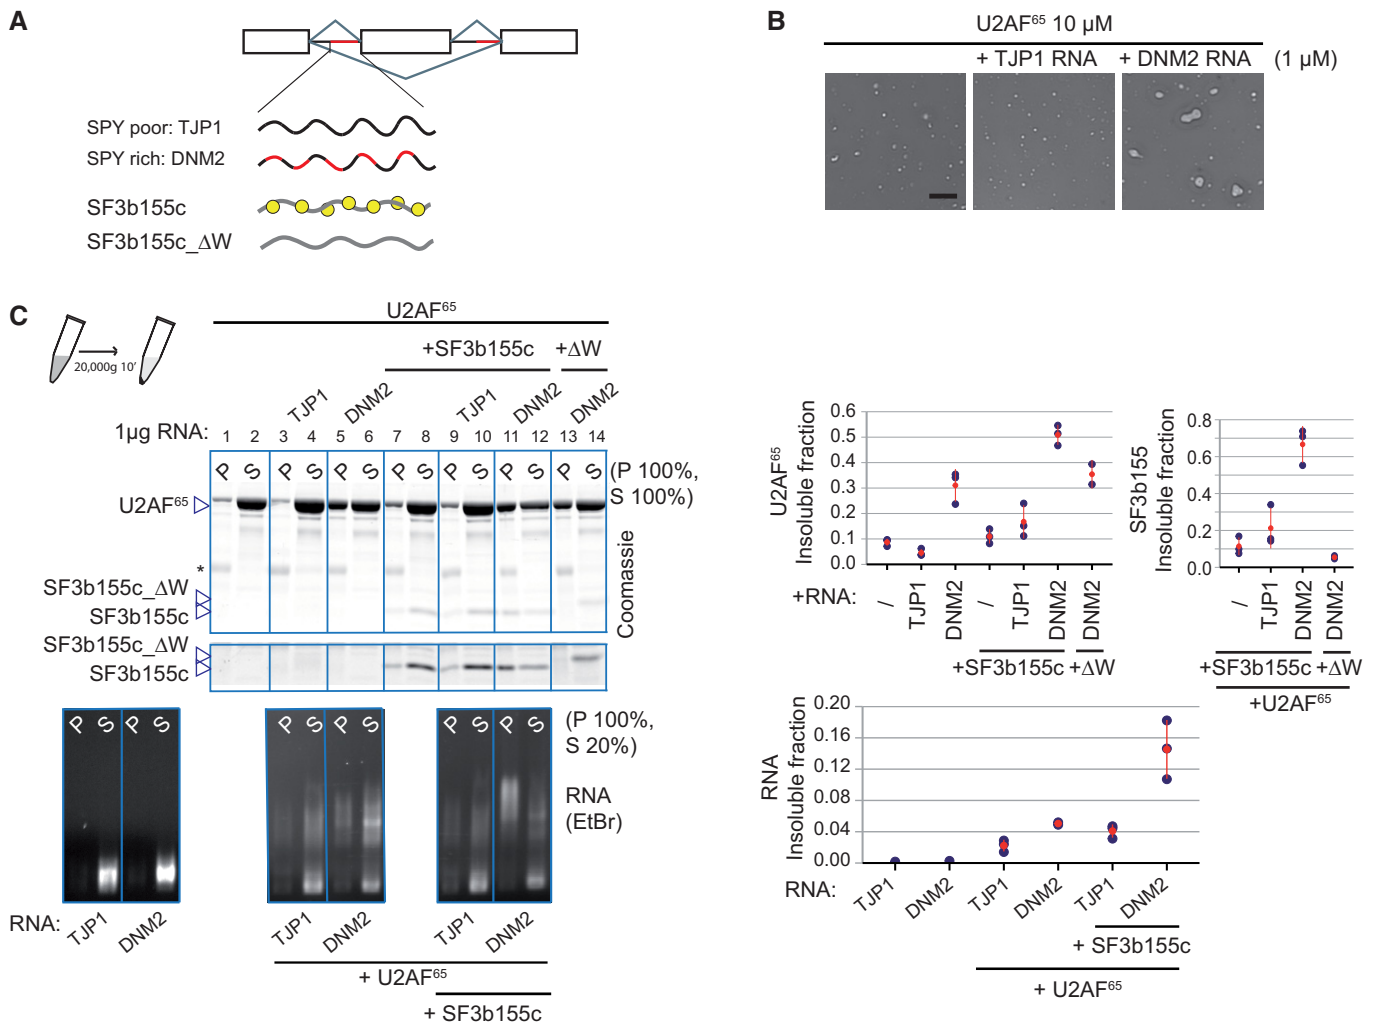 A
SPY poor: TJP1
SPY rich: DNM2
SF3b155c
SF3b155c_ΔW
B
U2AF⁶⁵ 10 µM
+ TJP1 RNA + DNM2 RNA (1 µM)
C
20,000g 10'
U2AF⁶⁵
+SF3b155c +ΔW
TJP1 DNM2 TJP1 DNM2 DNM2
1µg RNA: 1 2 3 4 5 6 7 8 9 10 11 12 13 14
P S P S P S P S P S P S P S
(P 100%,
S 100%)
U2AF⁶⁵
*
SF3b155c_ΔW
SF3b155c
Coomassie
SF3b155c_ΔW
SF3b155c
P S P S P S P S P S P S
(P 100%,
S 20%)
RNA
(EtBr)
RNA: TJP1 DNM2 TJP1 DNM2 TJP1 DNM2
+ U2AF⁶⁵
+ SF3b155c
U2AF⁶⁵
Insoluble fraction
0.6
0.5
0.4
0.3
0.2
0.1
0.0
+RNA: / TJP1 DNM2 / TJP1 DNM2 DNM2
+SF3b155c +ΔW
SF3b155
Insoluble fraction
0.8
0.6
0.4
0.2
0.0
/ TJP1 DNM2 DNM2
+SF3b155c +ΔW
+U2AF⁶⁵
RNA
Insoluble fraction
0.20
0.16
0.12
0.08
0.04
0.00
RNA: TJP1 DNM2 TJP1 DNM2 TJP1 DNM2
+ SF3b155c
+ U2AF⁶⁵